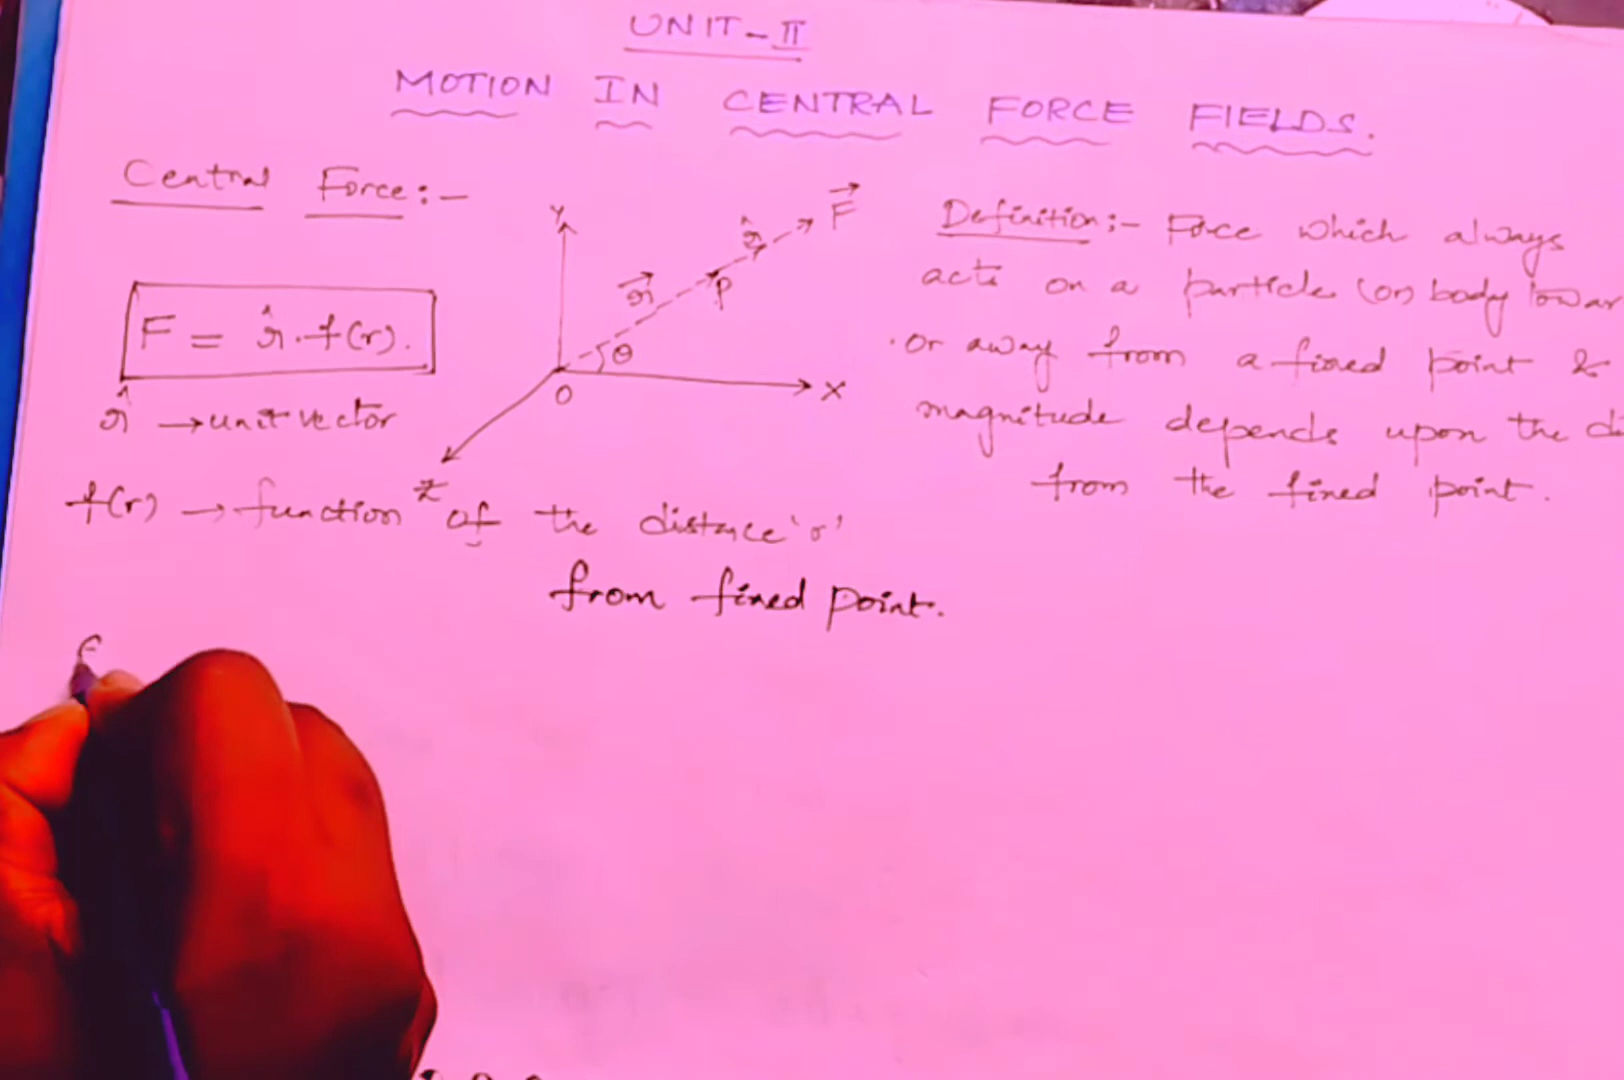 UNIT-II
MOTION IN CENTRAL FORCE FIELDS.
Central Force:-
F = r̂.f(r).
r̂ → unit vector
f(r) → function of the distance 'r'
from fixed point.
Y
r⃗
P
r̂
F⃗
θ
O
X
Z
Definition:- Force which always
acts on a particle (or) body towar
or away from a fixed point &
magnitude depends upon the di
from the fixed point.